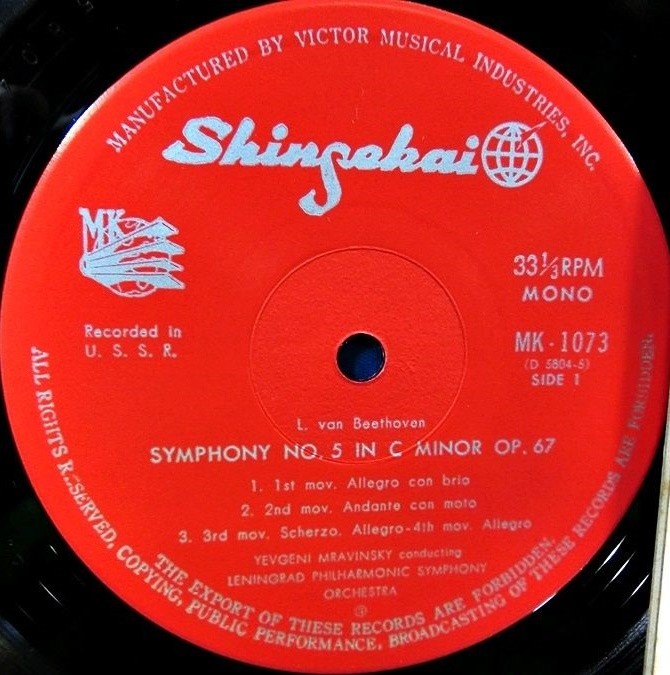 MANUFACTURED BY VICTOR MUSICAL INDUSTRIES, INC.
Shinsekai
MK
33⅓RPM
MONO
Recorded in
U. S. S. R.
MK-1073
(D 5804-5)
SIDE 1
L. van Beethoven
SYMPHONY NO. 5 IN C MINOR OP. 67
1. 1st mov. Allegro con brio
2. 2nd mov. Andante con moto
3. 3rd mov. Scherzo. Allegro-4th mov. Allegro
YEVGENI MRAVINSKY conducting
LENINGRAD PHILHARMONIC SYMPHONY
ORCHESTRA
③
THE EXPORT OF THESE RECORDS ARE FORBIDDEN.
ALL RIGHTS RESERVED, COPYING, PUBLIC PERFORMANCE, BROADCASTING OF THESE RECORDS ARE FORBIDDEN.